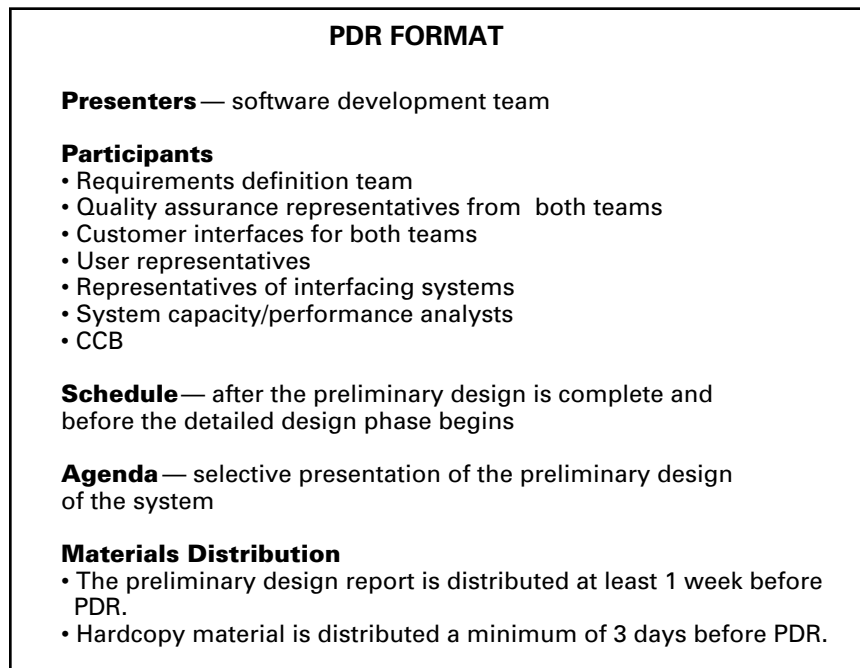 PDR FORMAT
Presenters — software development team
Participants
• Requirements definition team
• Quality assurance representatives from both teams
• Customer interfaces for both teams
• User representatives
• Representatives of interfacing systems
• System capacity/performance analysts
• CCB
Schedule — after the preliminary design is complete and
before the detailed design phase begins
Agenda — selective presentation of the preliminary design
of the system
Materials Distribution
• The preliminary design report is distributed at least 1 week before
PDR.
• Hardcopy material is distributed a minimum of 3 days before PDR.